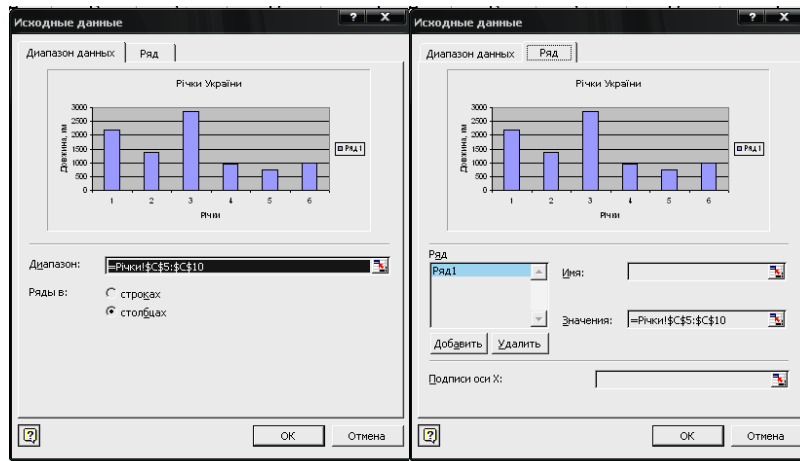 Исходные данные
Диапазон данных
Ряд
Річки України
3000
2500
2000
1500
1000
500
0
Довжина, км
1 2 3 4 5 6
Річки
Ряд1
Диапазон:
=Річки!$C$5:$C$10
Ряды в:
строках
столбцах
ОК
Отмена
Исходные данные
Диапазон данных
Ряд
Річки України
3000
2500
2000
1500
1000
500
0
Довжина, км
1 2 3 4 5 6
Річки
Ряд1
Ряд
Ряд1
Имя:
Значения:
=Річки!$C$5:$C$10
Добавить
Удалить
Подписи оси X:
ОК
Отмена